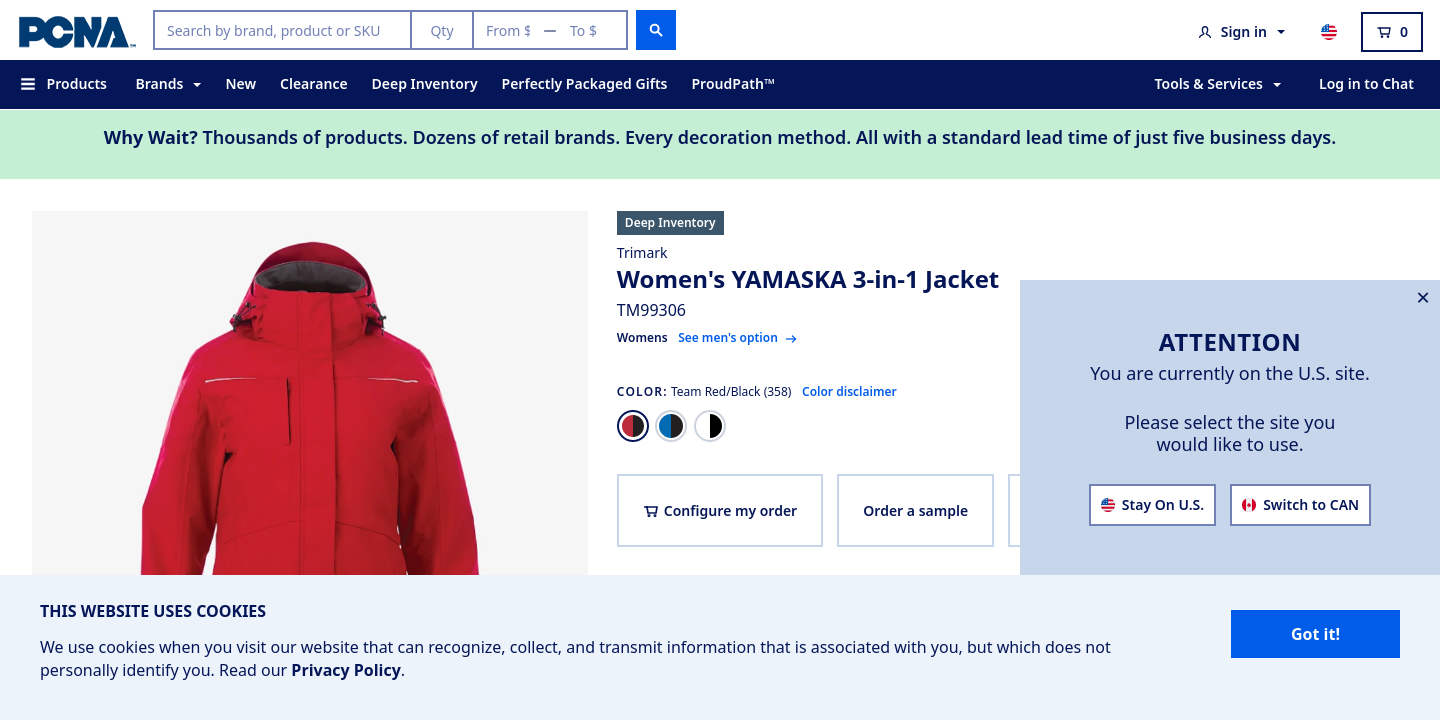 PCNA™
Search by brand, product or SKU
Qty
From $ — To $
Sign in
0
Products
Brands
New
Clearance
Deep Inventory
Perfectly Packaged Gifts
ProudPath™
Tools & Services
Log in to Chat
Why Wait? Thousands of products. Dozens of retail brands. Every decoration method. All with a standard lead time of just five business days.
Deep Inventory
Trimark
Women's YAMASKA 3-in-1 Jacket
TM99306
Womens See men's option →
COLOR: Team Red/Black (358) Color disclaimer
Configure my order
Order a sample
ATTENTION
You are currently on the U.S. site.
Please select the site you
would like to use.
Stay On U.S.
Switch to CAN
THIS WEBSITE USES COOKIES
We use cookies when you visit our website that can recognize, collect, and transmit information that is associated with you, but which does not
personally identify you. Read our Privacy Policy.
Got it!